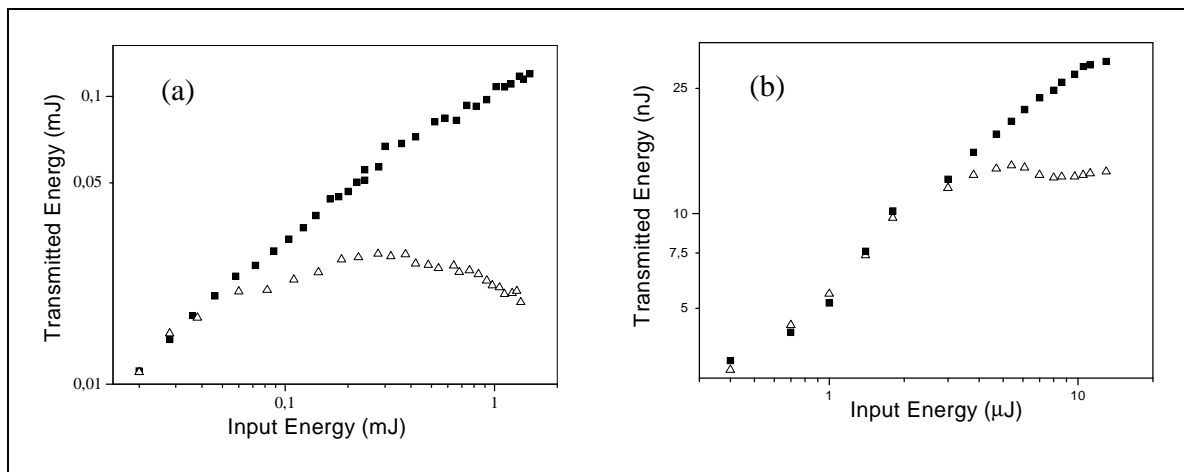 (a)
Transmitted Energy (mJ)
0,1
0,05
0,01
0,1
1
Input Energy (mJ)
(b)
Transmitted Energy (nJ)
25
10
7.5
5
1
10
Input Energy (μJ)